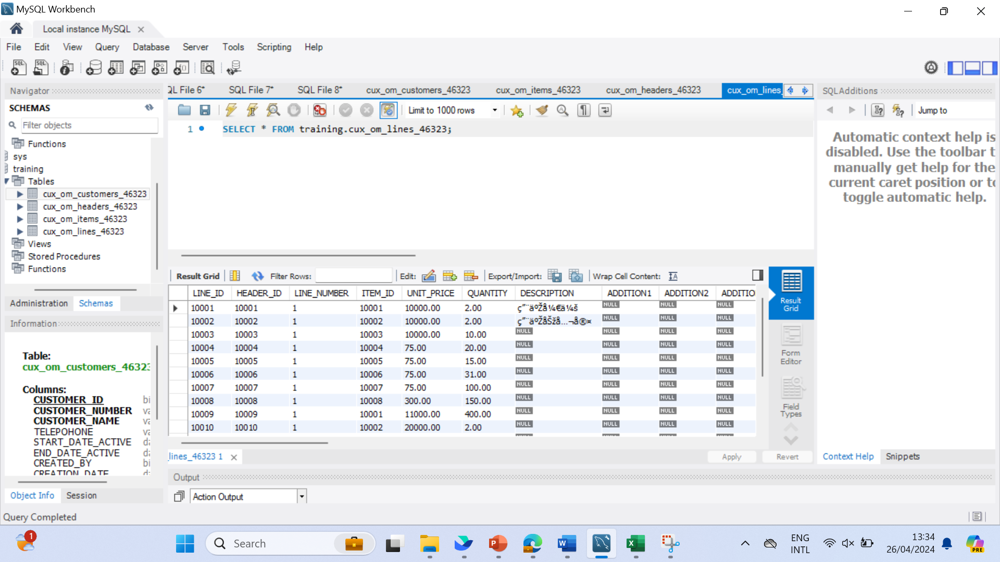 MySQL Workbench
Local instance MySQL
File Edit View Query Database Server Tools Scripting Help
Navigator
SCHEMAS
Filter objects
Functions
sys
training
Tables
cux_om_customers_46323
cux_om_headers_46323
cux_om_items_46323
cux_om_lines_46323
Views
Stored Procedures
Functions
Administration Schemas
Information
Table:
cux_om_customers_46323
Columns:
CUSTOMER_ID bi
CUSTOMER_NUMBER va
CUSTOMER_NAME va
TELEPOHONE va
START_DATE_ACTIVE da
END_DATE_ACTIVE da
CREATED_BY bi
CREATION_DATE da
Object Info Session
Query Completed
QL File 6* SQL File 7* SQL File 8* cux_om_customers_46323 cux_om_items_46323 cux_om_headers_46323 cux_om_lines_
Limit to 1000 rows
1 SELECT * FROM training.cux_om_lines_46323;
Result Grid Filter Rows: Edit: Export/Import: Wrap Cell Content:
LINE_ID HEADER_ID LINE_NUMBER ITEM_ID UNIT_PRICE QUANTITY DESCRIPTION ADDITION1 ADDITION2 ADDITIO
10001 10001 1 10001 10000.00 2.00 ç”¨äºŽå¼€ä¼š NULL NULL NULL
10002 10002 1 10002 10000.00 2.00 ç”¨äºŽåŠžå…¬å®¤ NULL NULL NULL
10003 10003 1 10003 10000.00 10.00 NULL NULL NULL NULL
10004 10004 1 10004 75.00 20.00 NULL NULL NULL NULL
10005 10005 1 10005 75.00 15.00 NULL NULL NULL NULL
10006 10006 1 10006 75.00 31.00 NULL NULL NULL NULL
10007 10007 1 10007 75.00 100.00 NULL NULL NULL NULL
10008 10008 1 10008 300.00 150.00 NULL NULL NULL NULL
10009 10009 1 10001 11000.00 400.00 NULL NULL NULL NULL
10010 10010 1 10002 20000.00 2.00 NULL NULL NULL NULL
Result Grid
Form Editor
Field Types
lines_46323 1
Apply Revert
Output
Action Output
SQLAdditions
Jump to
Automatic context help is
disabled. Use the toolbar t
manually get help for the
current caret position or to
toggle automatic help.
Context Help Snippets
1
Search
ENG
INTL
13:34
26/04/2024
PRE